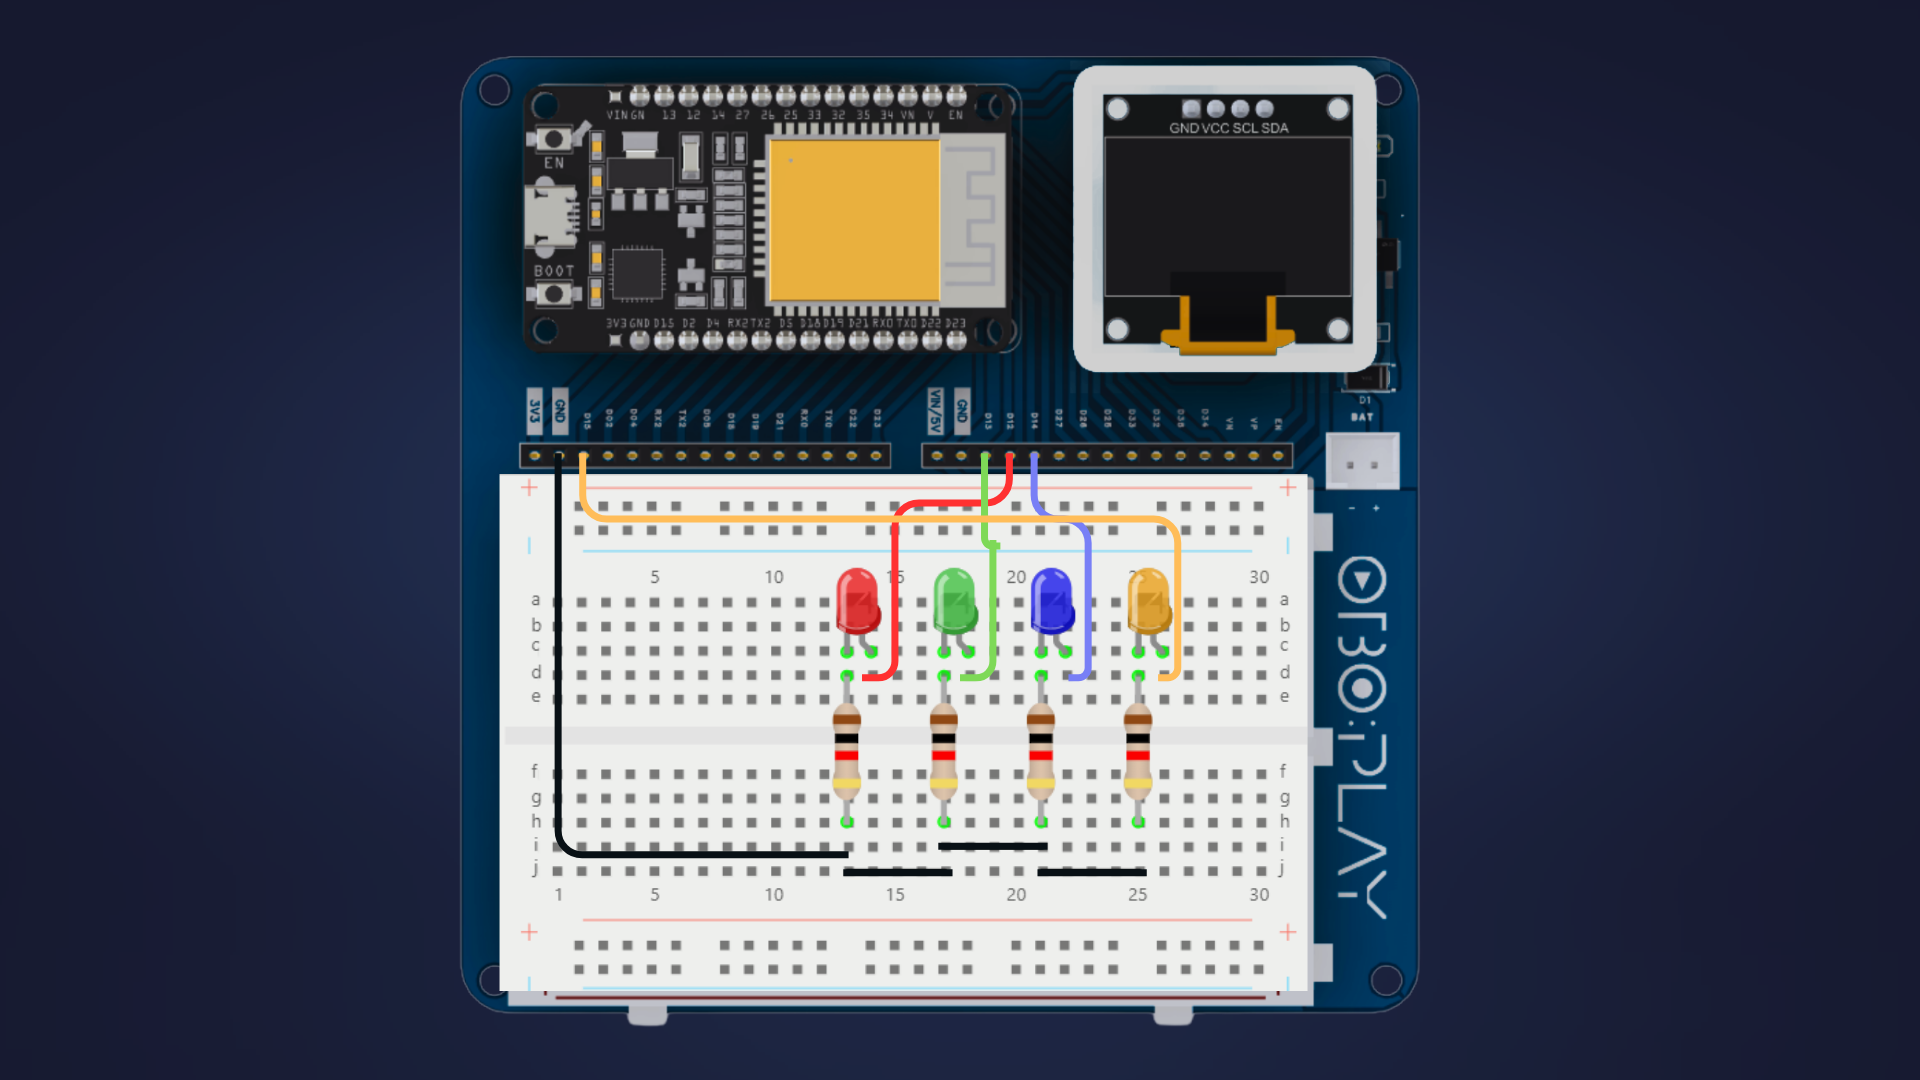 VIN GN 13 12 14 27 26 25 33 32 35 34 VN V EN
GND VCC SCL SDA
EN
BOOT
3V3 GND D15 D2 D4 RX2 TX2 D5 D18 D19 D21 RX0 TX0 D22 D23
3V3 GND D15 D02 D04 RX2 TX2 D05 D18 D19 D21 RX0 TX0 D22 D23
VIN/5V GND D13 D12 D14 D27 D26 D25 D33 D32 D35 D34 VN VP EN
D1
BAT
- +
+ +
5 10 15 20 30
a a
b b
c c
d d
e e
f f
g g
h h
i i
j j
1 5 10 15 20 25 30
+ +
PLAY